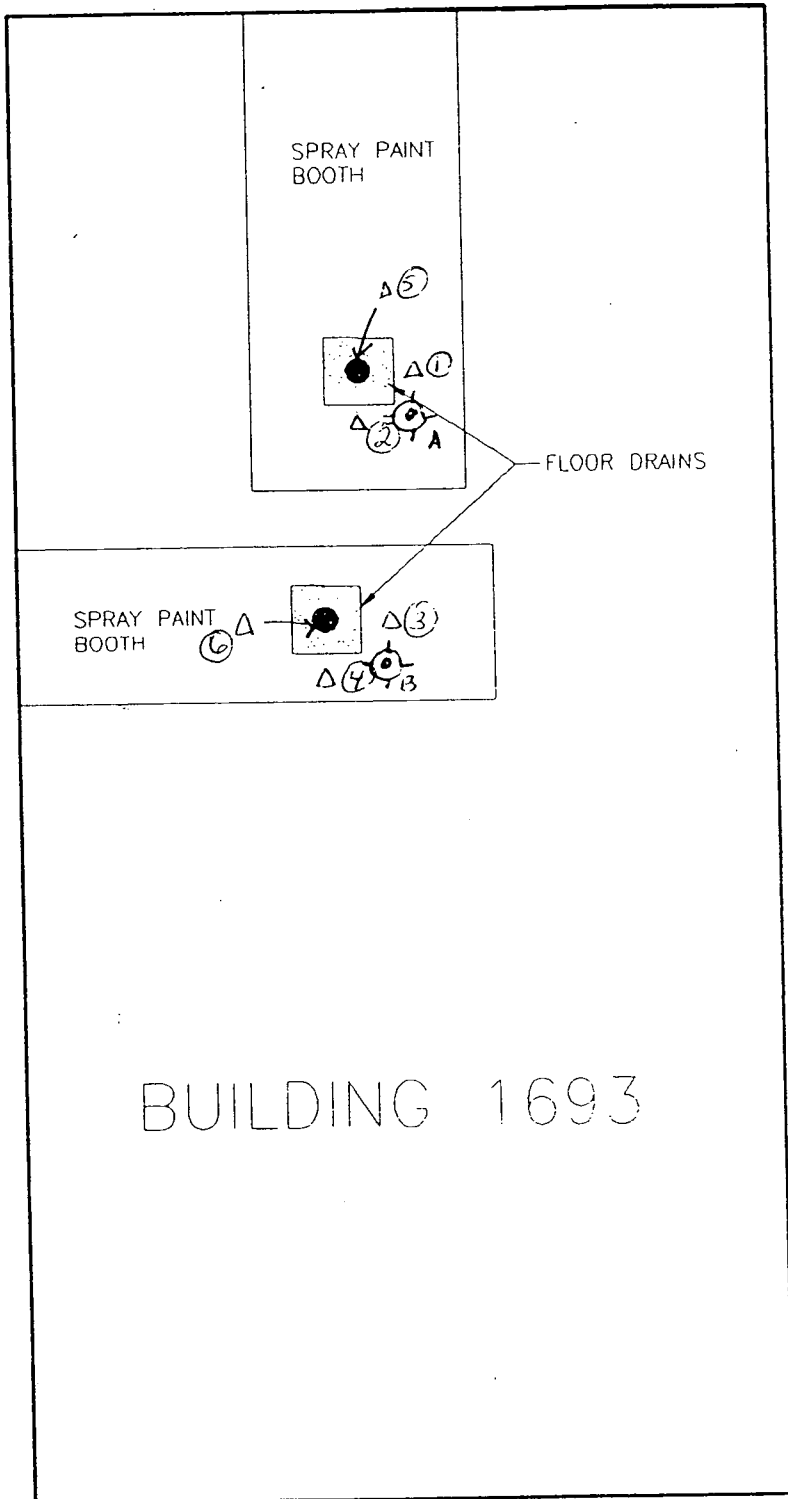 SPRAY PAINT
BOOTH
Δ 5
Δ 1
Δ 2
A
FLOOR DRAINS
SPRAY PAINT
BOOTH
6 Δ
Δ 3
Δ 4
B
BUILDING 1693